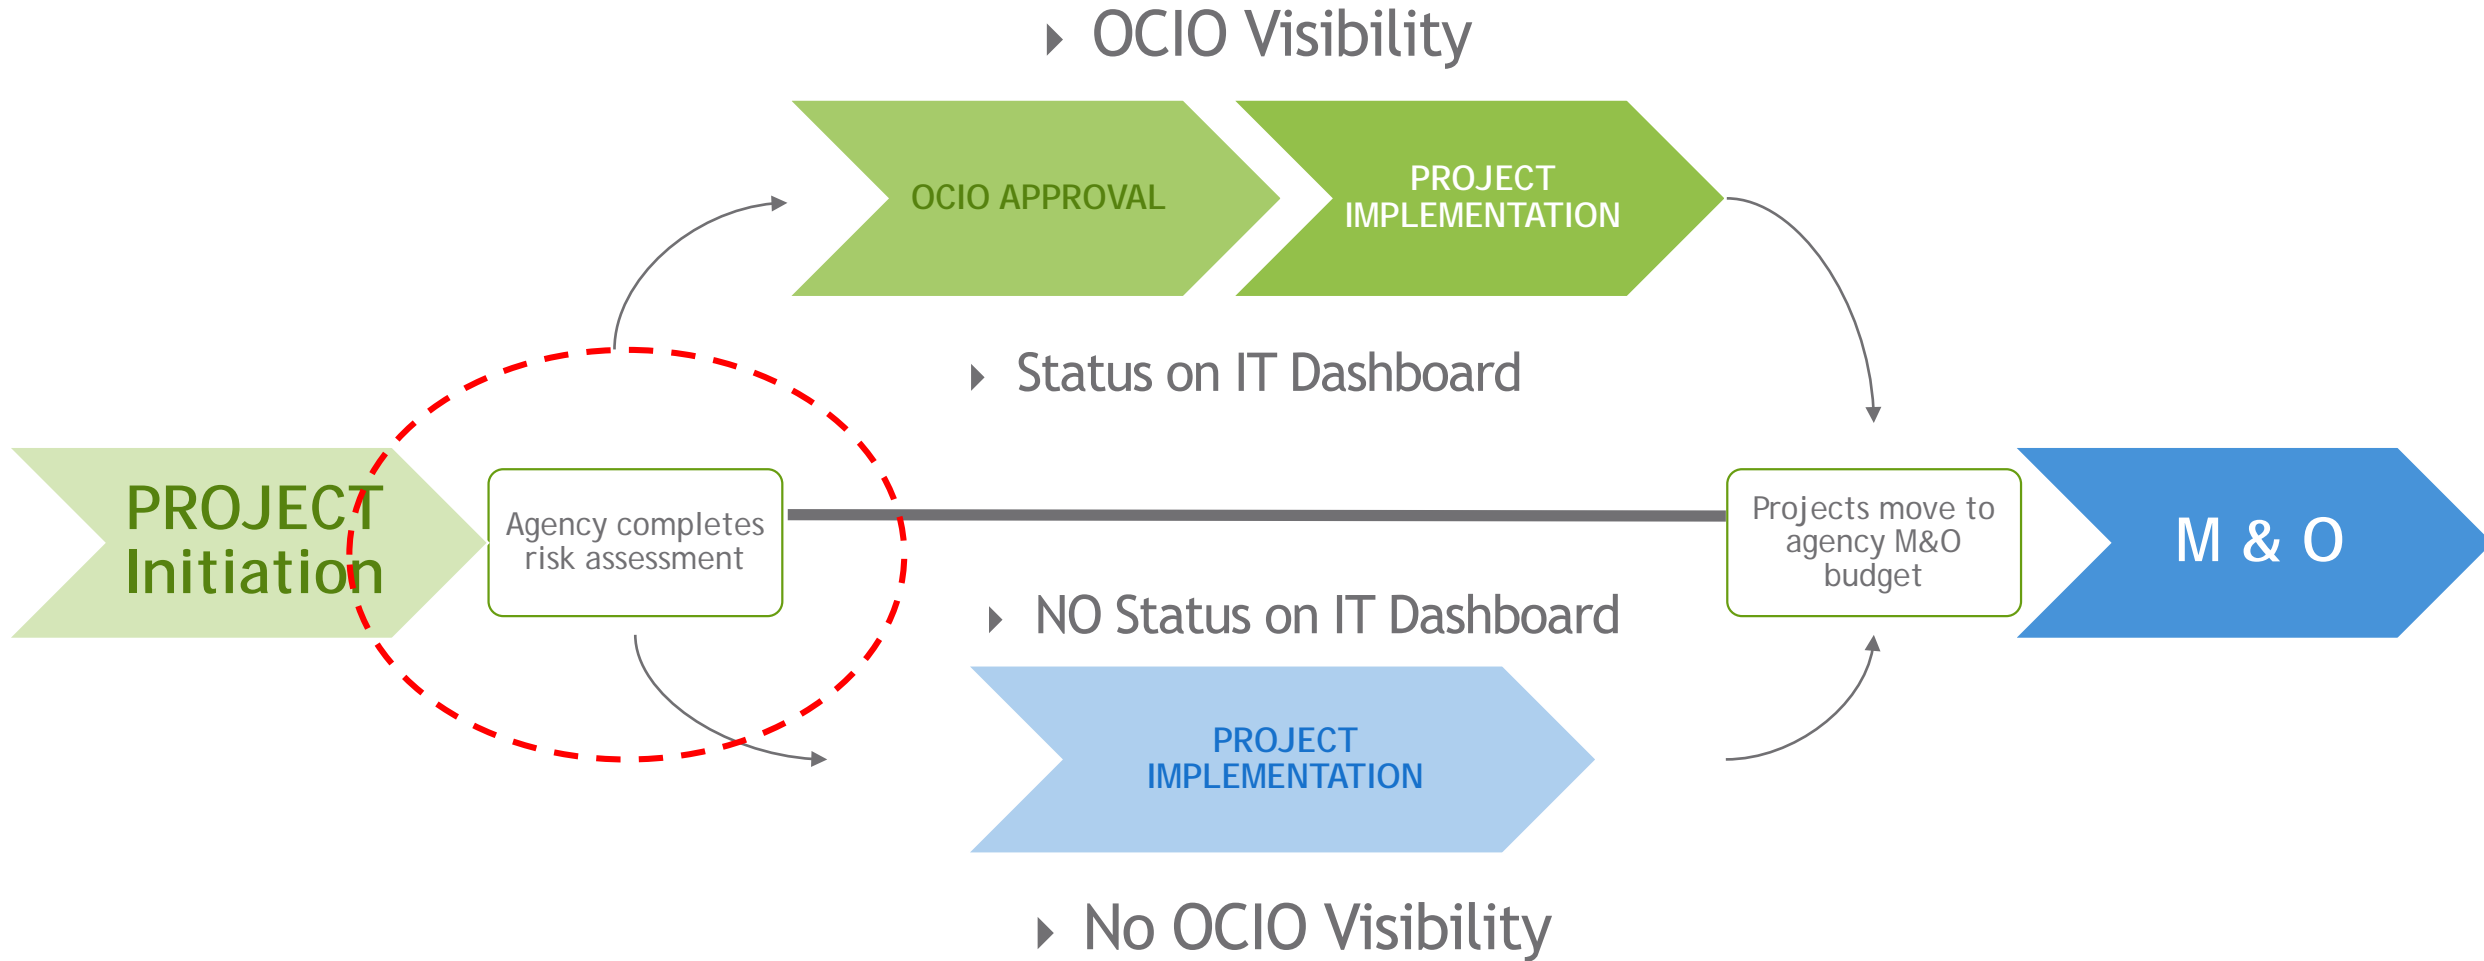 OCIO Visibility
OCIO APPROVAL
PROJECT
IMPLEMENTATION
Status on IT Dashboard
PROJECT
Initiation
Agency completes
risk assessment
Projects move to
agency M&O
budget
M & O
NO Status on IT Dashboard
PROJECT
IMPLEMENTATION
No OCIO Visibility